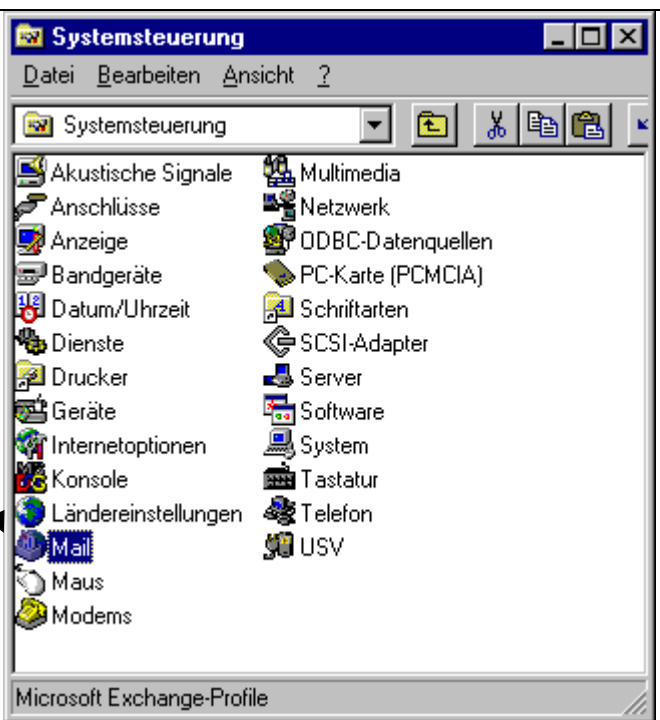 Systemsteuerung
Datei Bearbeiten Ansicht ?
Systemsteuerung
Akustische Signale
Anschlüsse
Anzeige
Bandgeräte
Datum/Uhrzeit
Dienste
Drucker
Geräte
Internetoptionen
Konsole
Ländereinstellungen
Mail
Maus
Modems
Multimedia
Netzwerk
ODBC-Datenquellen
PC-Karte (PCMCIA)
Schriftarten
SCSI-Adapter
Server
Software
System
Tastatur
Telefon
USV
Microsoft Exchange-Profile